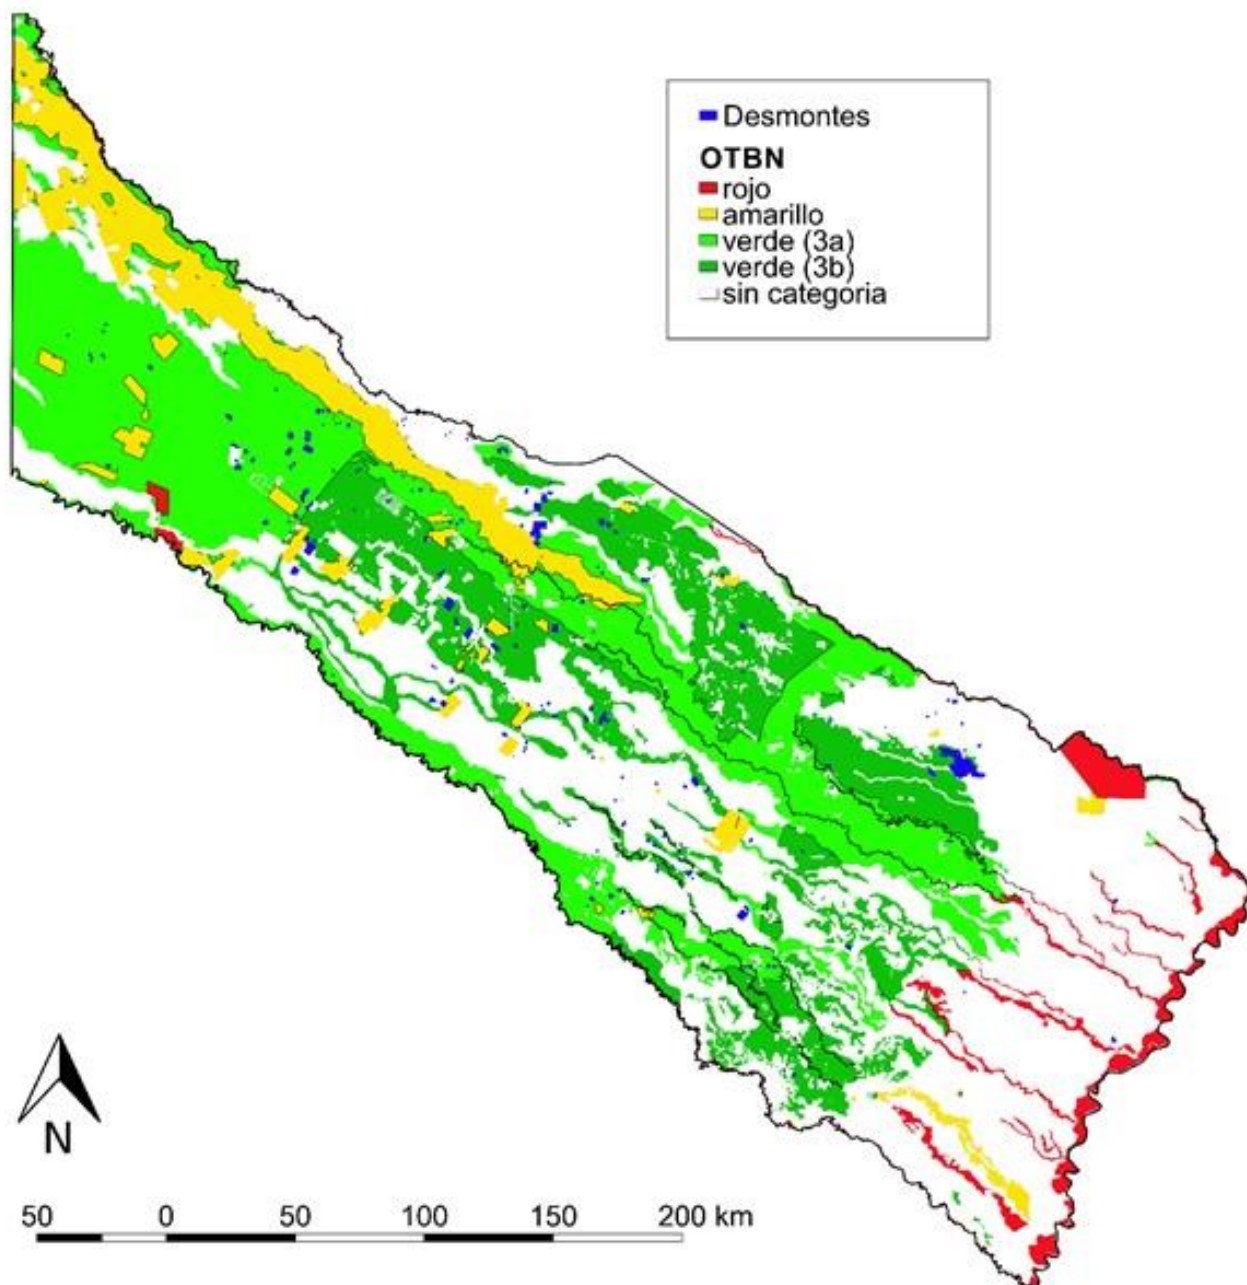 Desmontes
OTBN
rojo
amarillo
verde (3a)
verde (3b)
sin categoria
N
50 0 50 100 150 200 km